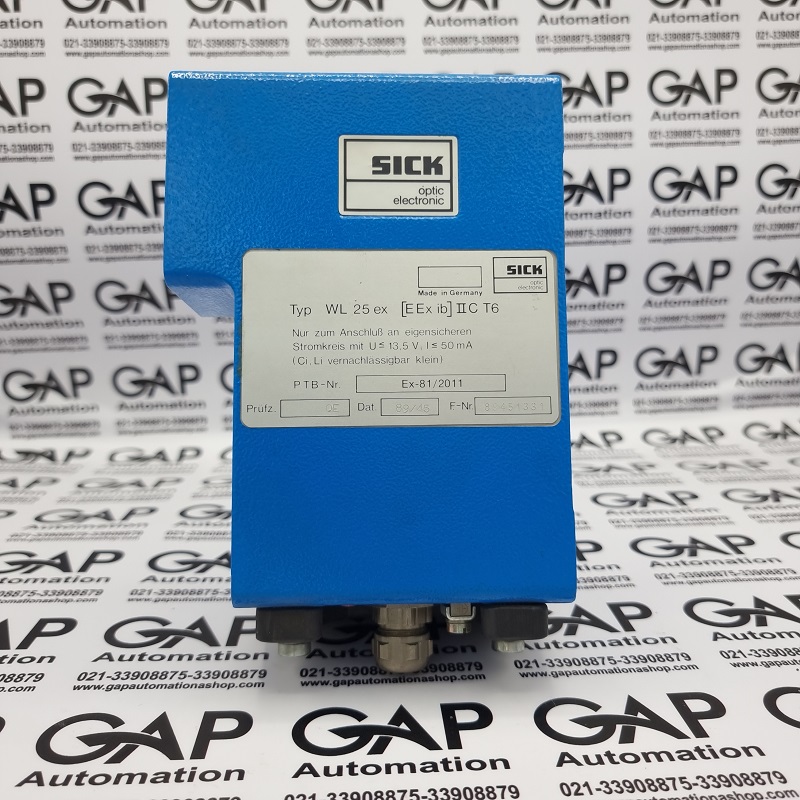 SICK
optic
electronic
Made in Germany
SICK
optic
electronic
Typ WL 25 ex [EEx ib] II C T6
Nur zum Anschluß an eigensicheren
Stromkreis mit U ≤ 13.5 V, I ≤ 50 mA
(Ci, Li vernachlässigbar klein)
PTB-Nr. Ex-81/2011
Prüfz. Dat. F-Nr.
GAP
Automation
021-33908875-33908879
www.gapautomationashop.com